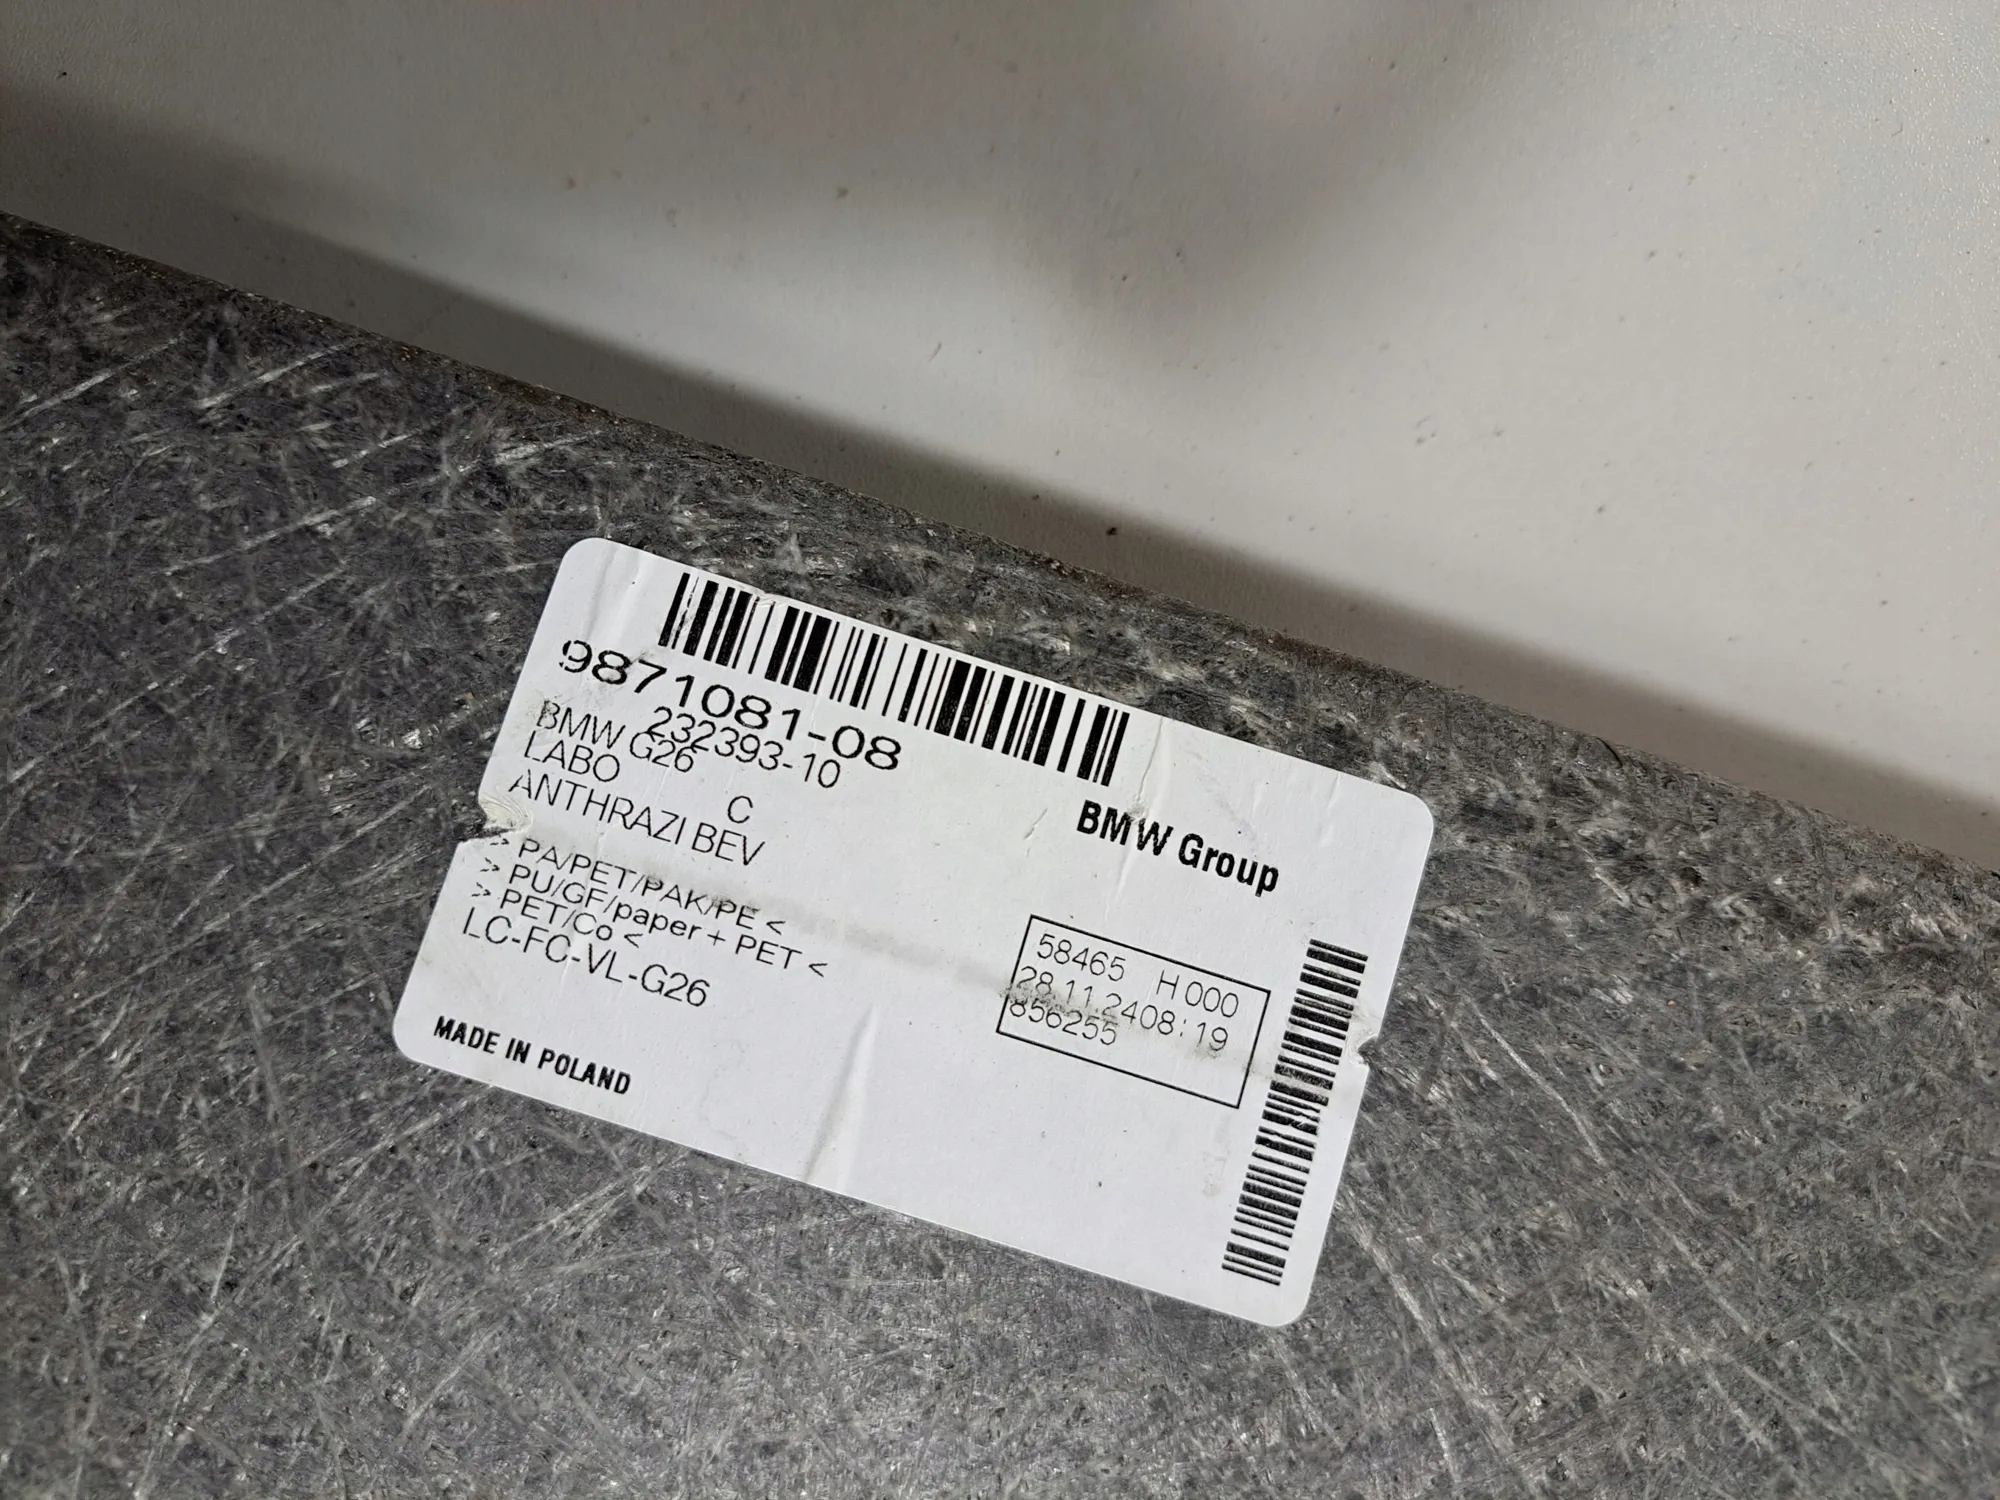 9871081-08
232393-10
BMW G26
LABO
C
ANTHRAZI BEV
> PA/PET/PAK/PE <
> PU/GF/paper + PET <
> PET/Co <
LC-FC-VL-G26
MADE IN POLAND
BMW Group
58465 H 000
28.11.2408:19
856255